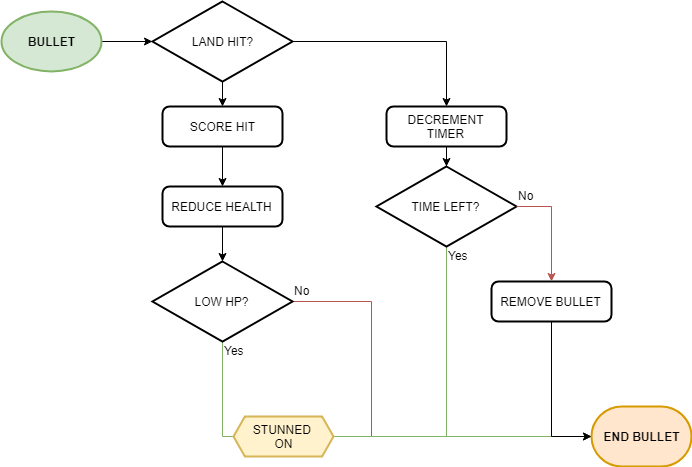 BULLET
LAND HIT?
SCORE HIT
DECREMENT
TIMER
REDUCE HEALTH
TIME LEFT?
No
Yes
LOW HP?
No
REMOVE BULLET
Yes
STUNNED
ON
END BULLET